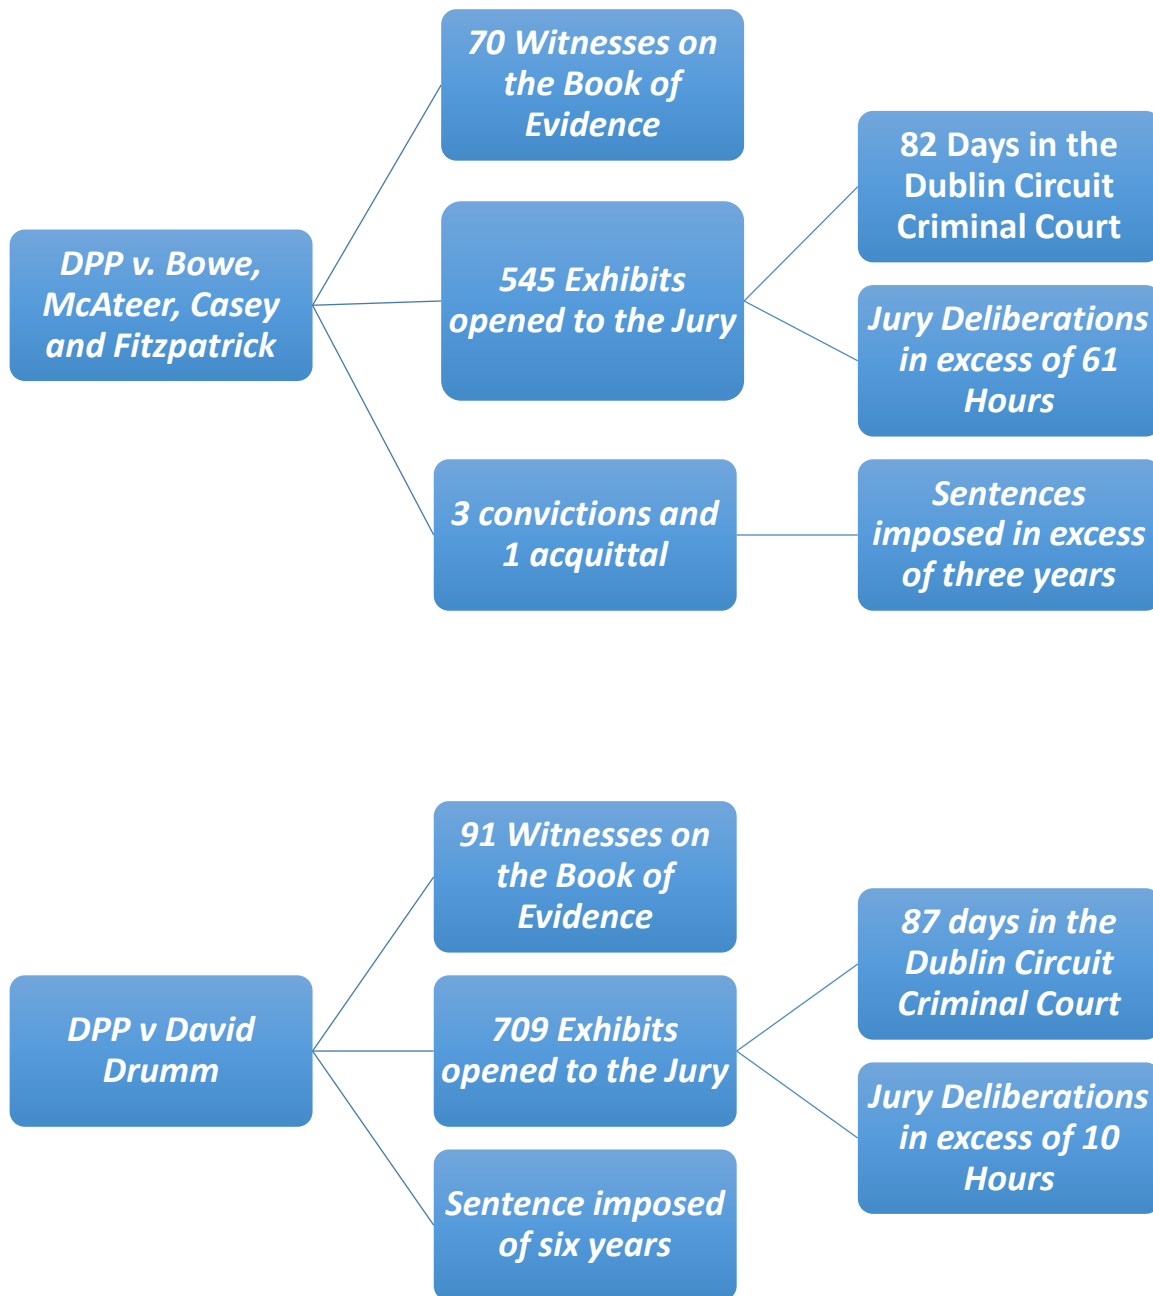 70 Witnesses on
the Book of
Evidence
82 Days in the
Dublin Circuit
Criminal Court
DPP v. Bowe,
McAteer, Casey
and Fitzpatrick
545 Exhibits
opened to the Jury
Jury Deliberations
in excess of 61
Hours
3 convictions and
1 acquittal
Sentences
imposed in excess
of three years
91 Witnesses on
the Book of
Evidence
87 days in the
Dublin Circuit
Criminal Court
DPP v David
Drumm
709 Exhibits
opened to the Jury
Jury Deliberations
in excess of 10
Hours
Sentence imposed
of six years